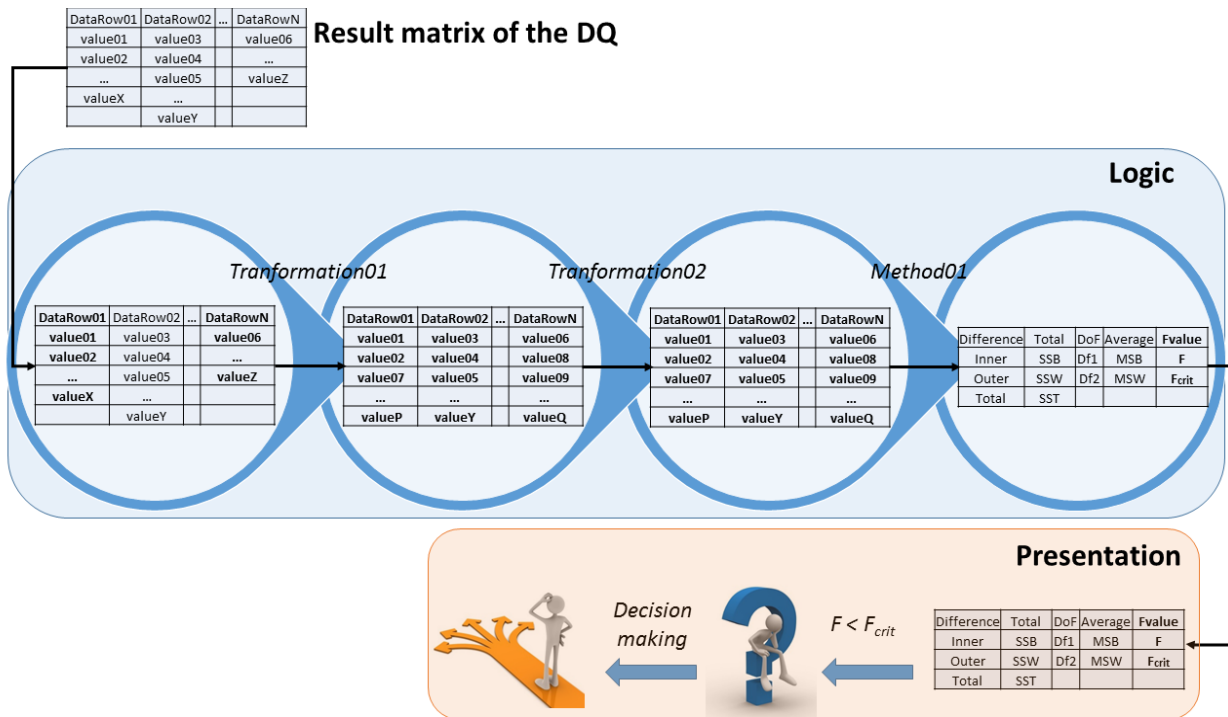 DataRow01 DataRow02 ... DataRowN
value01 value03 value06
value02 value04 ...
... value05 valueZ
valueX ...
valueY
Result matrix of the DQ
Logic
Tranformation01
Tranformation02
Method01
DataRow01 DataRow02 ... DataRowN
value01 value03 value06
value02 value04 ...
... value05 valueZ
valueX ...
valueY
DataRow01 DataRow02 ... DataRowN
value01 value03 value06
value02 value04 value08
value07 value05 value09
... ... ...
valueP valueY valueQ
DataRow01 DataRow02 ... DataRowN
value01 value03 value06
value02 value04 value08
value07 value05 value09
... ... ...
valueP valueY valueQ
Difference Total DoF Average Fvalue
Inner SSB Df1 MSB F
Outer SSW Df2 MSW Fcrit
Total SST
Presentation
Decision
making
F < Fcrit
Difference Total DoF Average Fvalue
Inner SSB Df1 MSB F
Outer SSW Df2 MSW Fcrit
Total SST